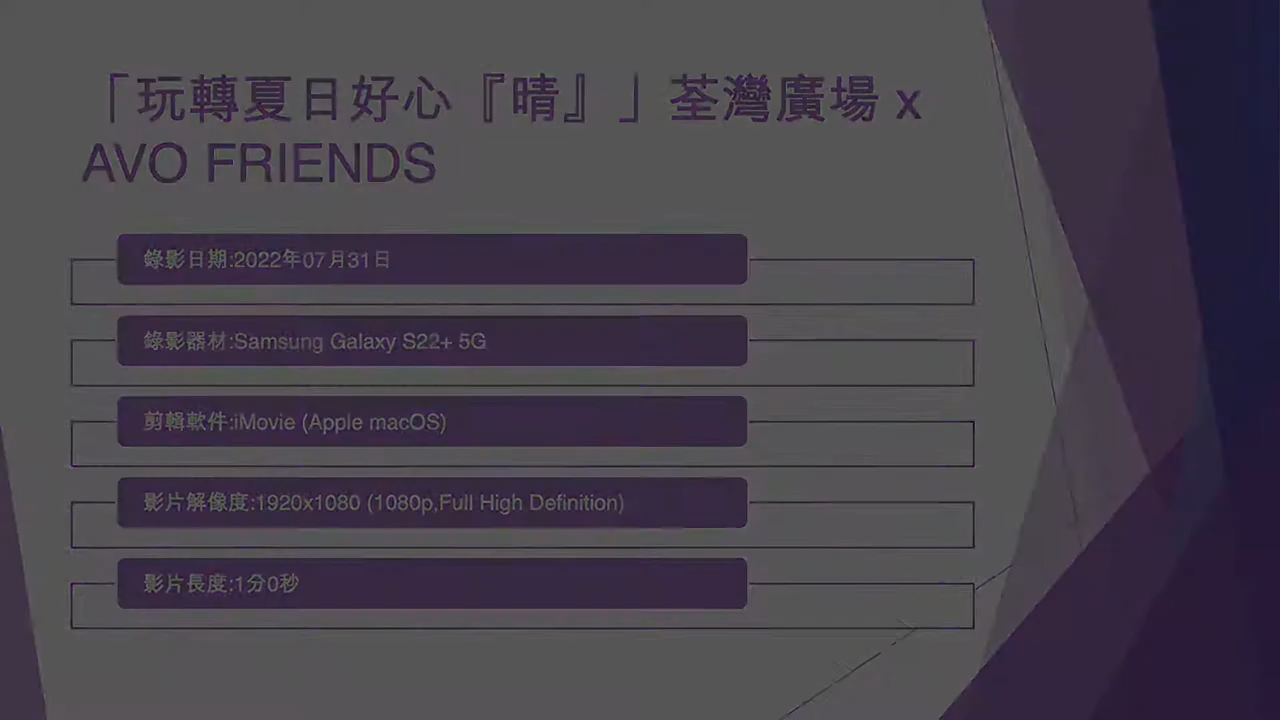 「玩轉夏日好心『晴』」荃灣廣場 x
AVO FRIENDS
錄影日期:2022年07月31日
錄影器材:Samsung Galaxy S22+ 5G
剪輯軟件:iMovie (Apple macOS)
影片解像度:1920x1080 (1080p,Full High Definition)
影片長度:1分0秒